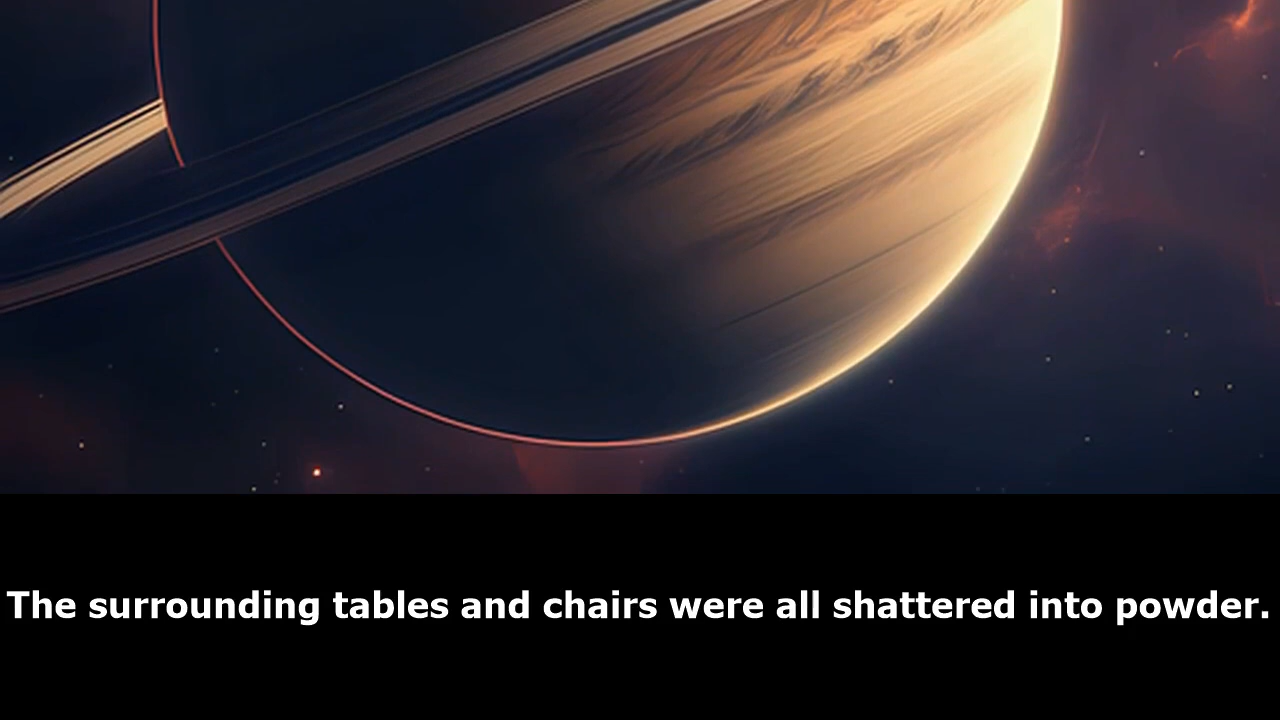 The surrounding tables and chairs were all shattered into powder.